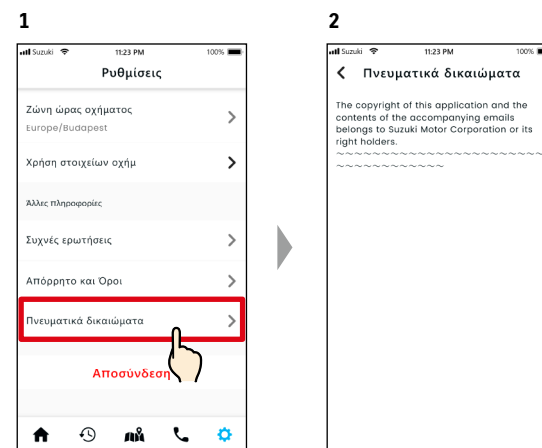 1
Suzuki 11:23 PM 100%
Ρυθμίσεις
Ζώνη ώρας οχήματος
Europe/Budapest
Χρήση στοιχείων οχήμ
Άλλες πληροφορίες
Συχνές ερωτήσεις
Απόρρητο και Όροι
Πνευματικά δικαιώματα
Αποσύνδεση
2
Suzuki 11:23 PM 100%
Πνευματικά δικαιώματα
The copyright of this application and the
contents of the accompanying emails
belongs to Suzuki Motor Corporation or its
right holders.